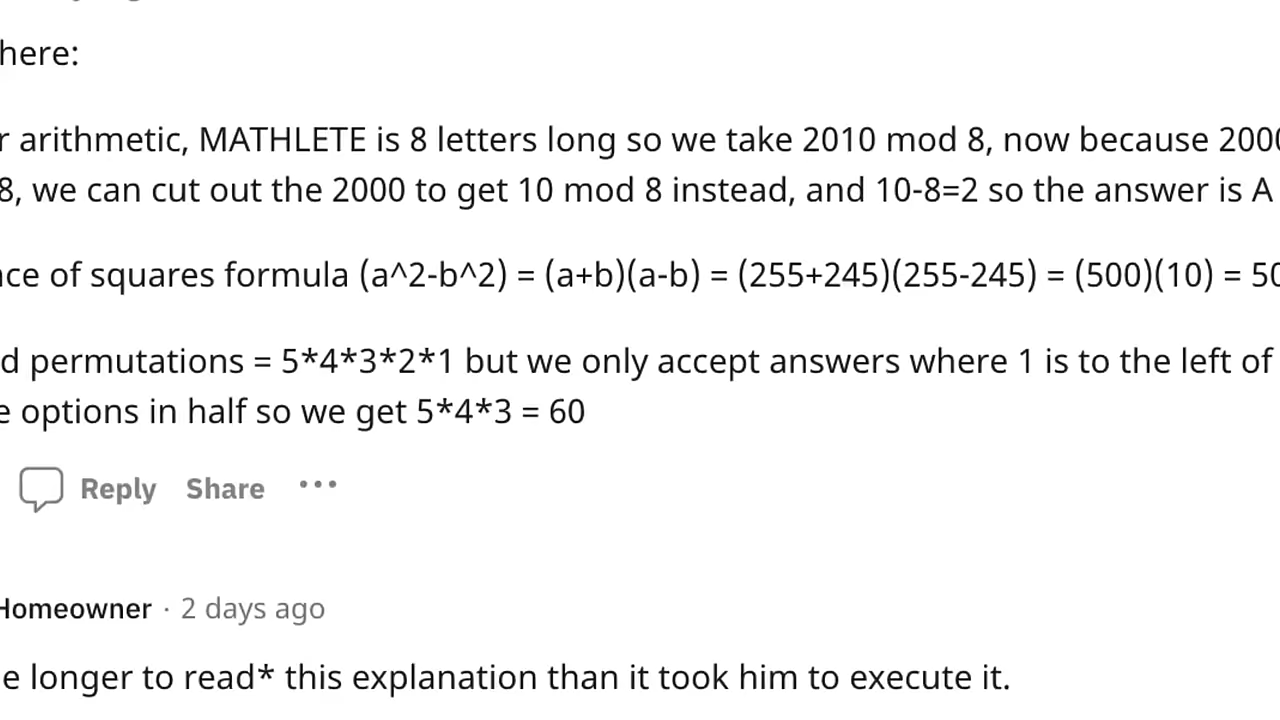 here:
r arithmetic, MATHLETE is 8 letters long so we take 2010 mod 8, now because 200
8, we can cut out the 2000 to get 10 mod 8 instead, and 10-8=2 so the answer is A
nce of squares formula (a^2-b^2) = (a+b)(a-b) = (255+245)(255-245) = (500)(10) = 50
d permutations = 5*4*3*2*1 but we only accept answers where 1 is to the left of
e options in half so we get 5*4*3 = 60
Reply Share
Homeowner · 2 days ago
e longer to read* this explanation than it took him to execute it.